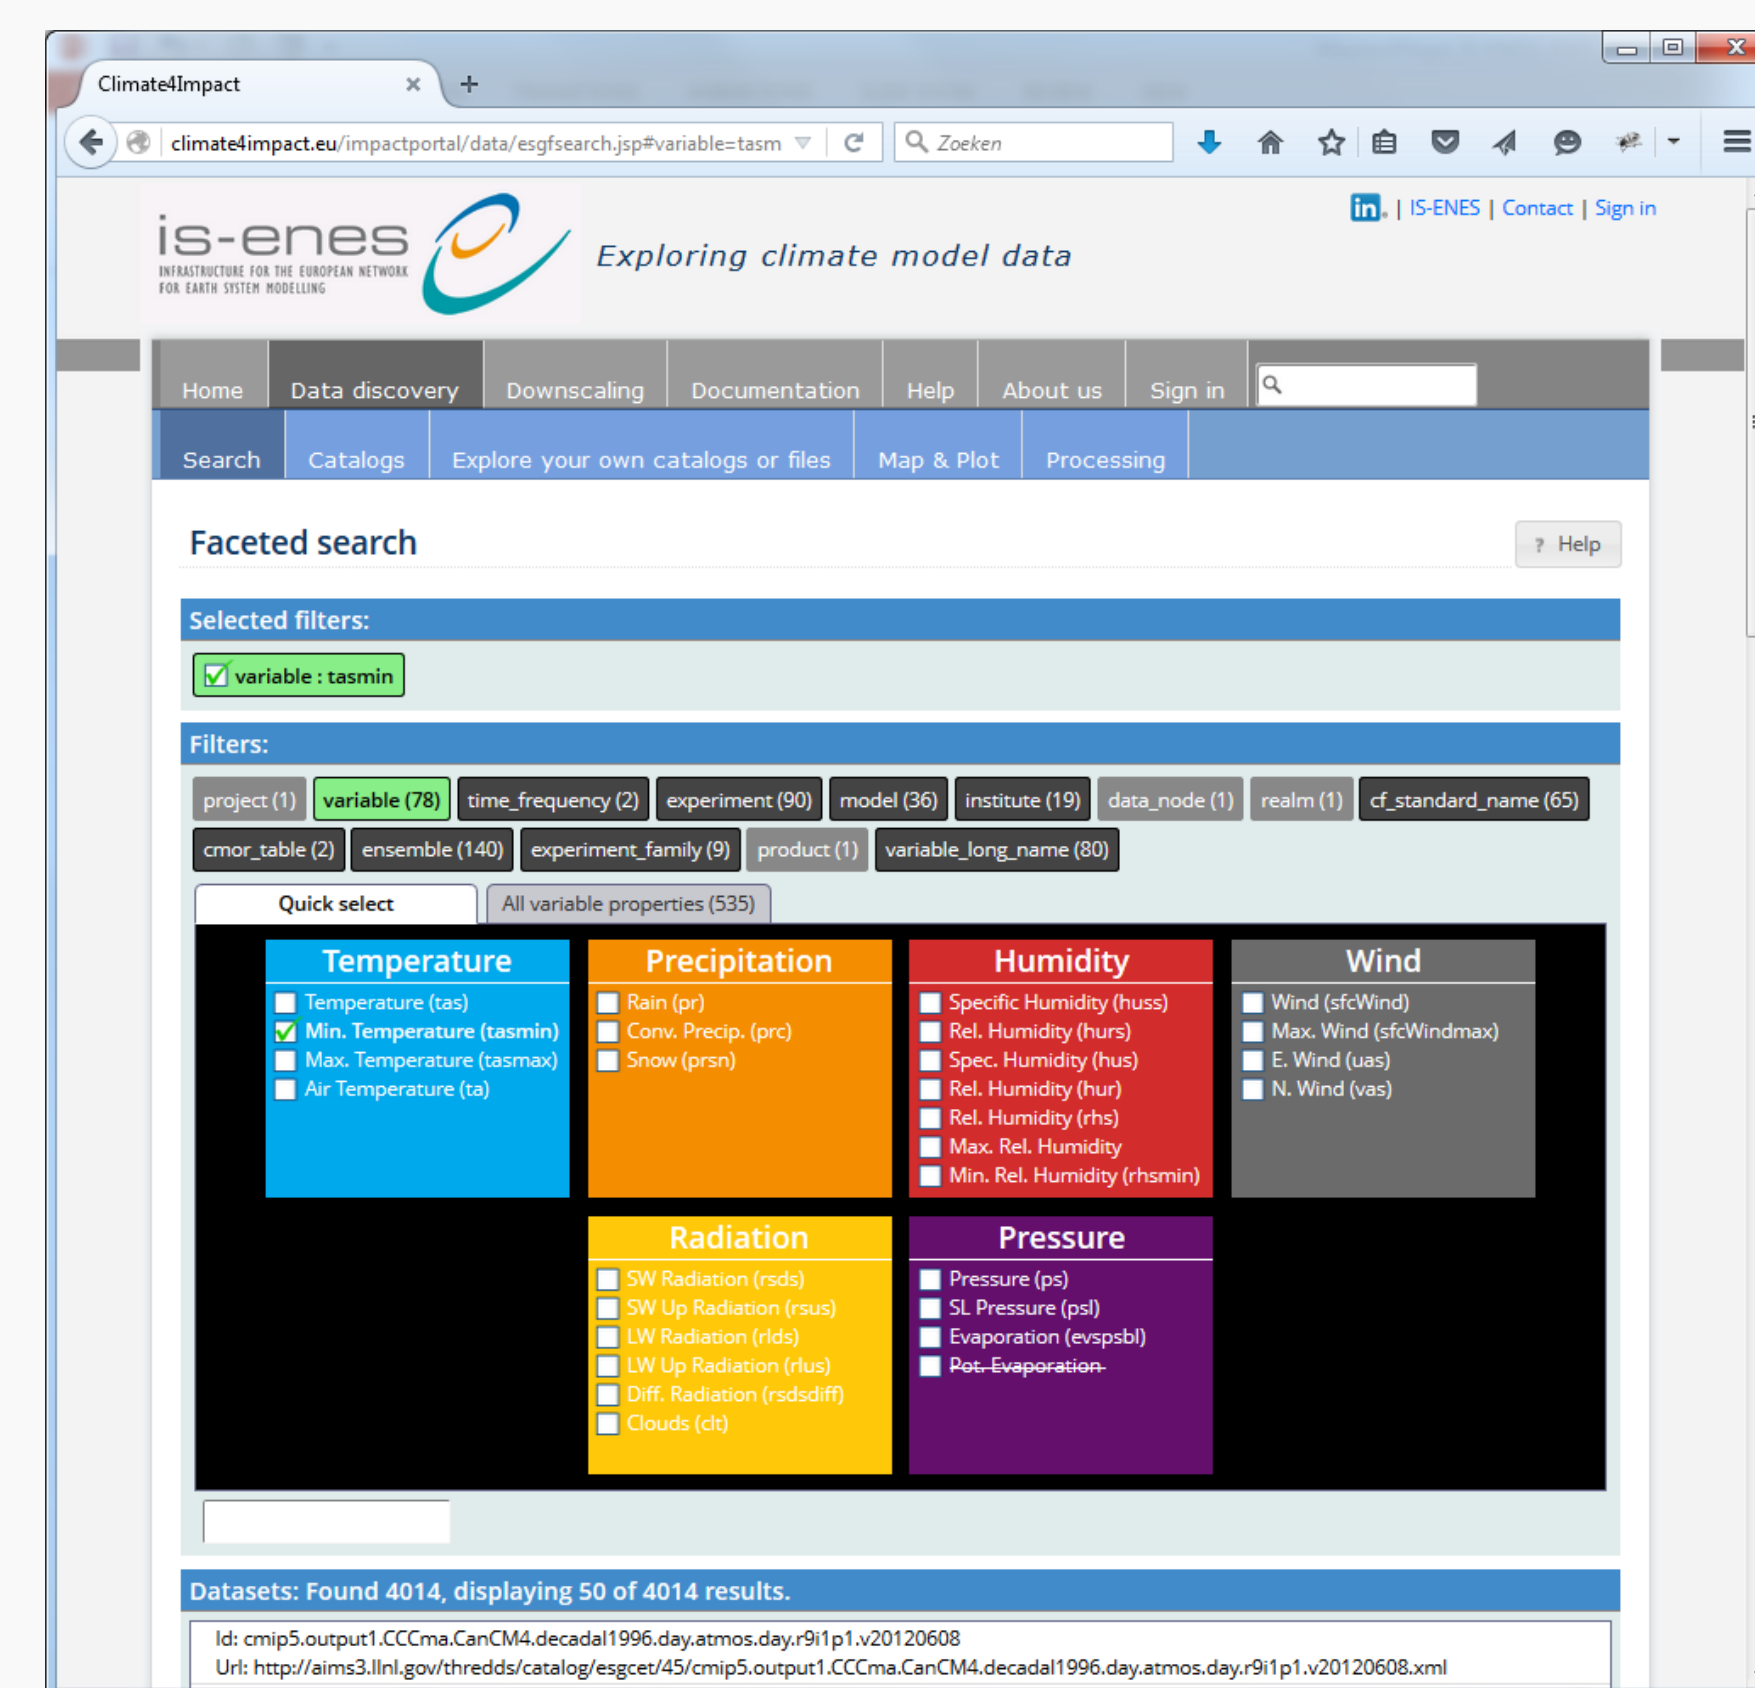 Climate4Impact
climate4impact.eu/impactportal/data/esgfsearch.jsp#variable=tasm
Zoeken
is-enes
INFRASTRUCTURE FOR THE EUROPEAN NETWORK
FOR EARTH SYSTEM MODELLING
Exploring climate model data
in. | IS-ENES | Contact | Sign in
Home Data discovery Downscaling Documentation Help About us Sign in
Search Catalogs Explore your own catalogs or files Map & Plot Processing
Faceted search
? Help
Selected filters:
variable : tasmin
Filters:
project (1) variable (78) time_frequency (2) experiment (90) model (36) institute (19) data_node (1) realm (1) cf_standard_name (65)
cmor_table (2) ensemble (140) experiment_family (9) product (1) variable_long_name (80)
Quick select All variable properties (535)
Temperature
Temperature (tas)
Min. Temperature (tasmin)
Max. Temperature (tasmax)
Air Temperature (ta)
Precipitation
Rain (pr)
Conv. Precip. (prc)
Snow (prsn)
Humidity
Specific Humidity (huss)
Rel. Humidity (hurs)
Spec. Humidity (hus)
Rel. Humidity (hur)
Rel. Humidity (rhs)
Max. Rel. Humidity
Min. Rel. Humidity (rhsmin)
Wind
Wind (sfcWind)
Max. Wind (sfcWindmax)
E. Wind (uas)
N. Wind (vas)
Radiation
SW Radiation (rsds)
SW Up Radiation (rsus)
LW Radiation (rlds)
LW Up Radiation (rlus)
Diff. Radiation (rsdsdiff)
Clouds (clt)
Pressure
Pressure (ps)
SL Pressure (psl)
Evaporation (evspsbl)
Pot. Evaporation
Datasets: Found 4014, displaying 50 of 4014 results.
Id: cmip5.output1.CCCma.CanCM4.decadal1996.day.atmos.day.r9i1p1.v20120608
Url: http://aims3.llnl.gov/thredds/catalog/esgcet/45/cmip5.output1.CCCma.CanCM4.decadal1996.day.atmos.day.r9i1p1.v20120608.xml